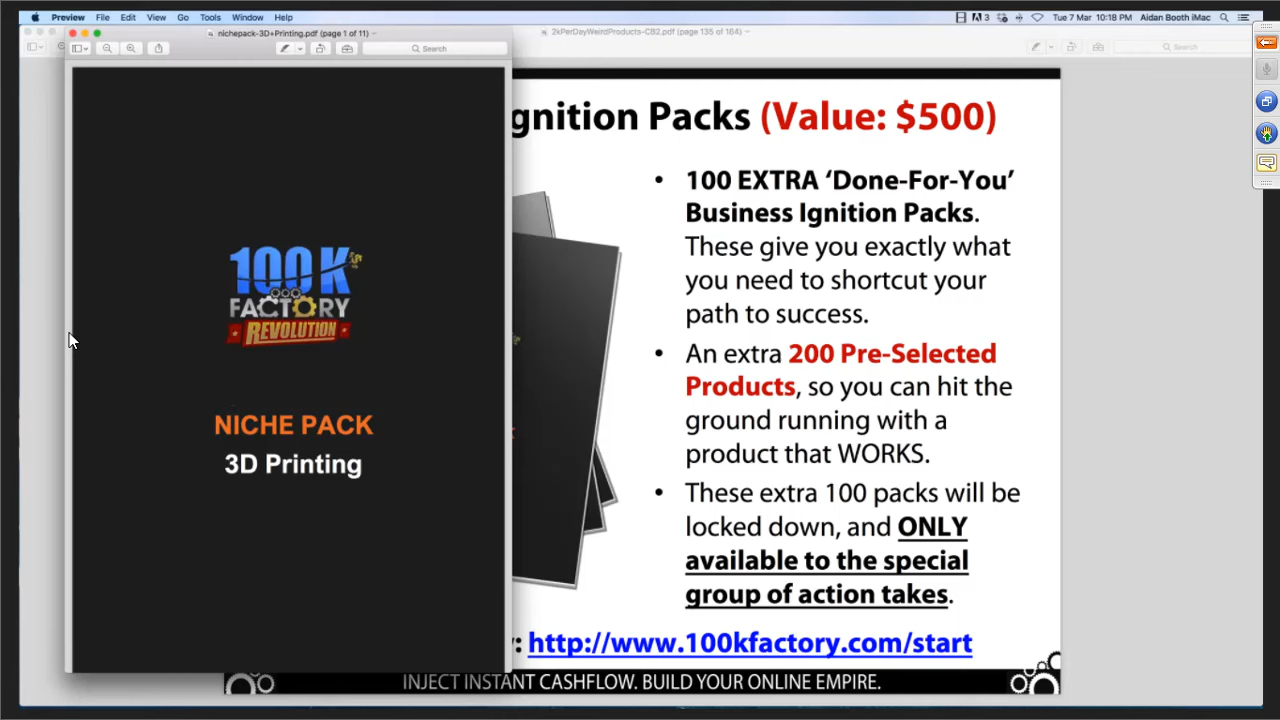 Preview File Edit View Go Tools Window Help
3 Tue 7 Mar 10:18 PM Aidan Booth iMac
nichepack-3D+Printing.pdf (page 1 of 11)
2kPerDayWeirdProducts-CB2.pdf (page 135 of 164)
Search
Search
gnition Packs (Value: $500)
100K
FACTORY
REVOLUTION
NICHE PACK
3D Printing
• 100 EXTRA ‘Done-For-You’
Business Ignition Packs.
These give you exactly what
you need to shortcut your
path to success.
• An extra 200 Pre-Selected
Products, so you can hit the
ground running with a
product that WORKS.
• These extra 100 packs will be
locked down, and ONLY
available to the special
group of action takes.
: http://www.100kfactory.com/start
INJECT INSTANT CASHFLOW. BUILD YOUR ONLINE EMPIRE.